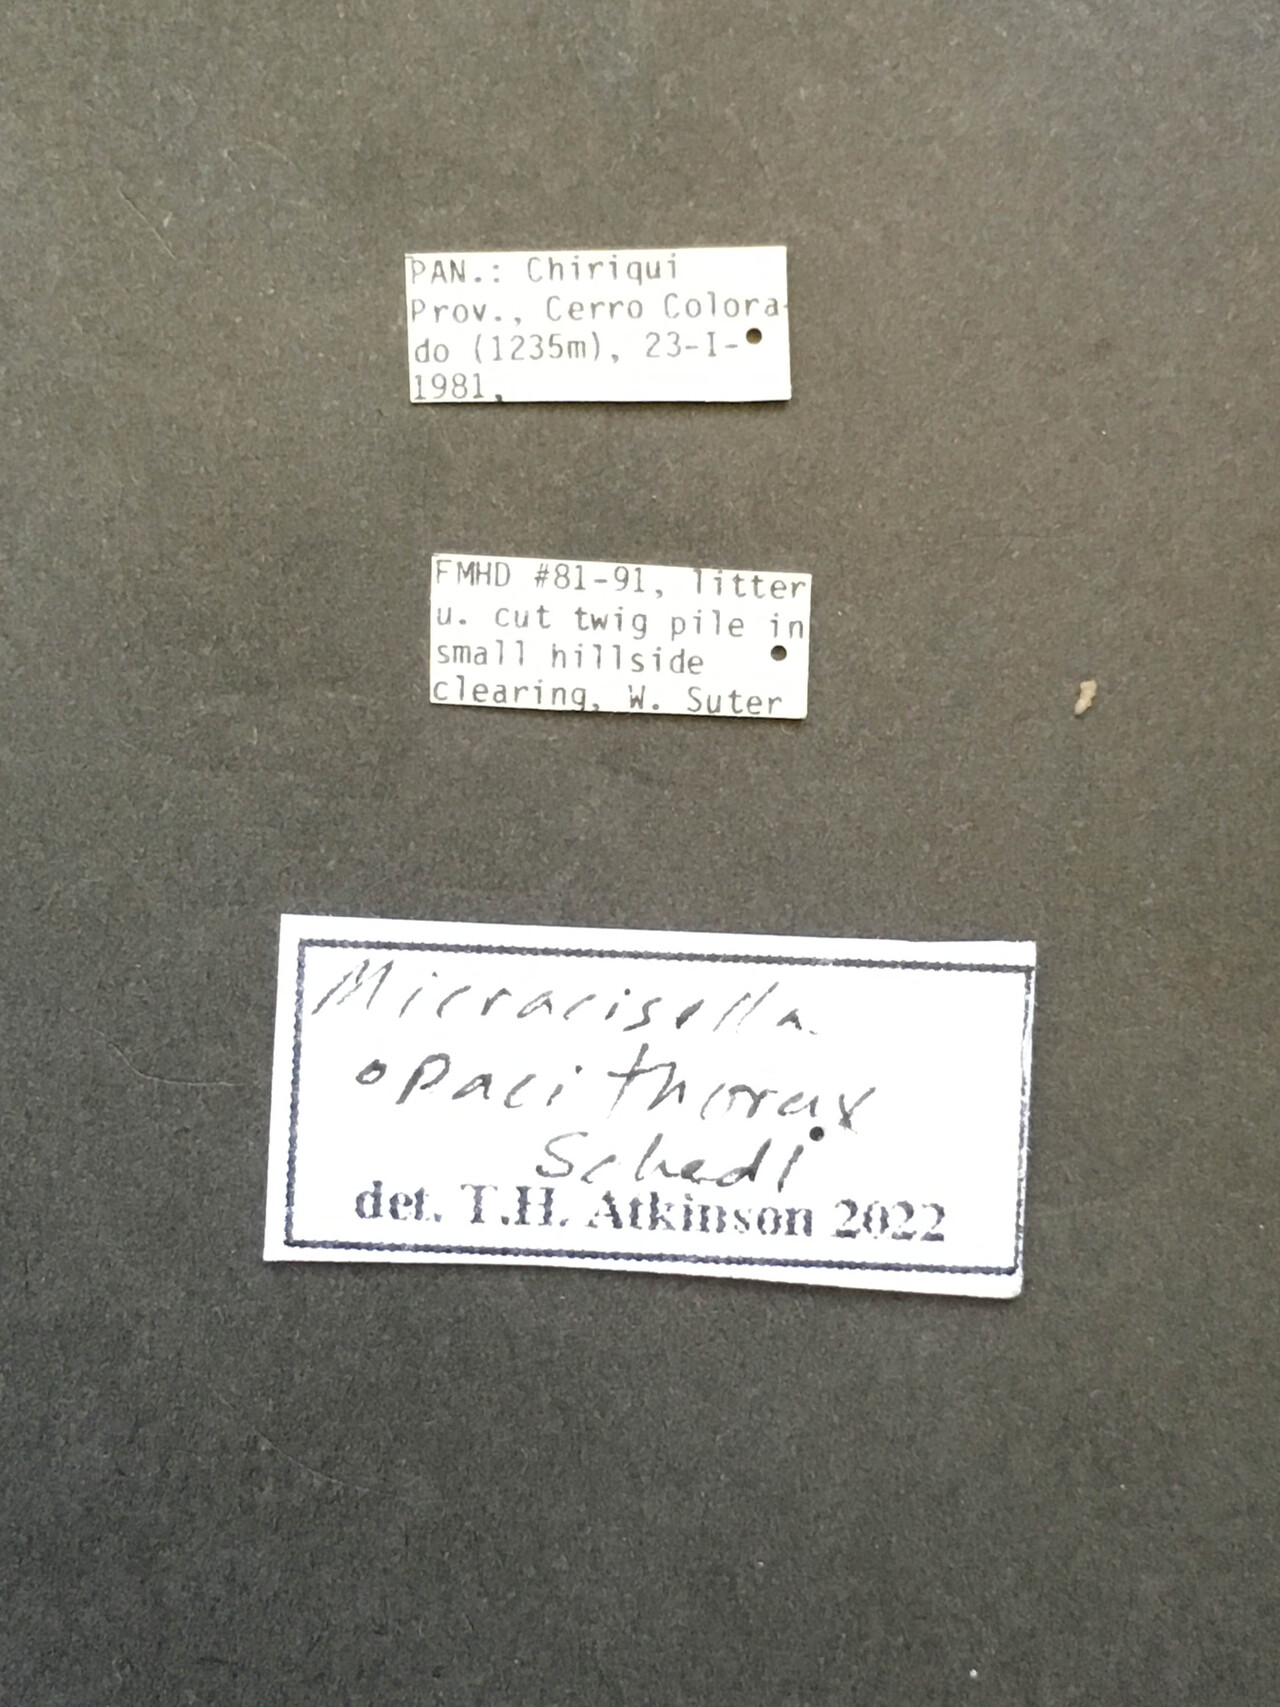 PAN.: Chiriqui
Prov., Cerro Colora-
do (1235m), 23-I-
1981,
FMHD #81-91, litter
u. cut twig pile in
small hillside
clearing, W. Suter
Micracisella
opacithorax
Schedl
det. T.H. Atkinson 2022